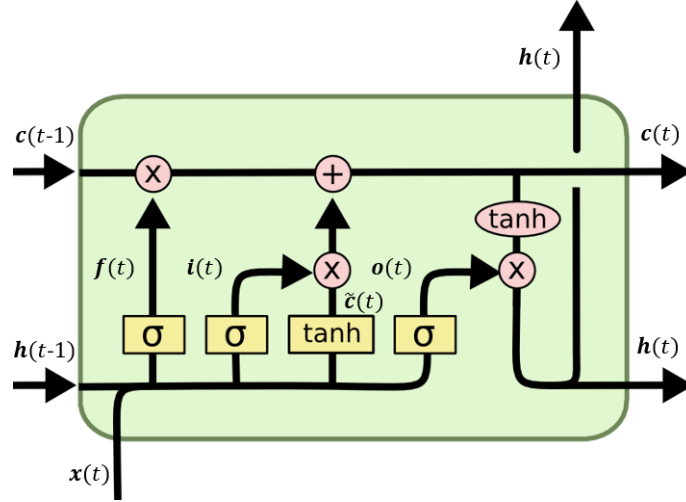 h(t)
c(t-1)
c(t)
x
+
tanh
f(t)
i(t)
x
o(t)
x
c̃(t)
σ
σ
tanh
σ
h(t-1)
h(t)
x(t)